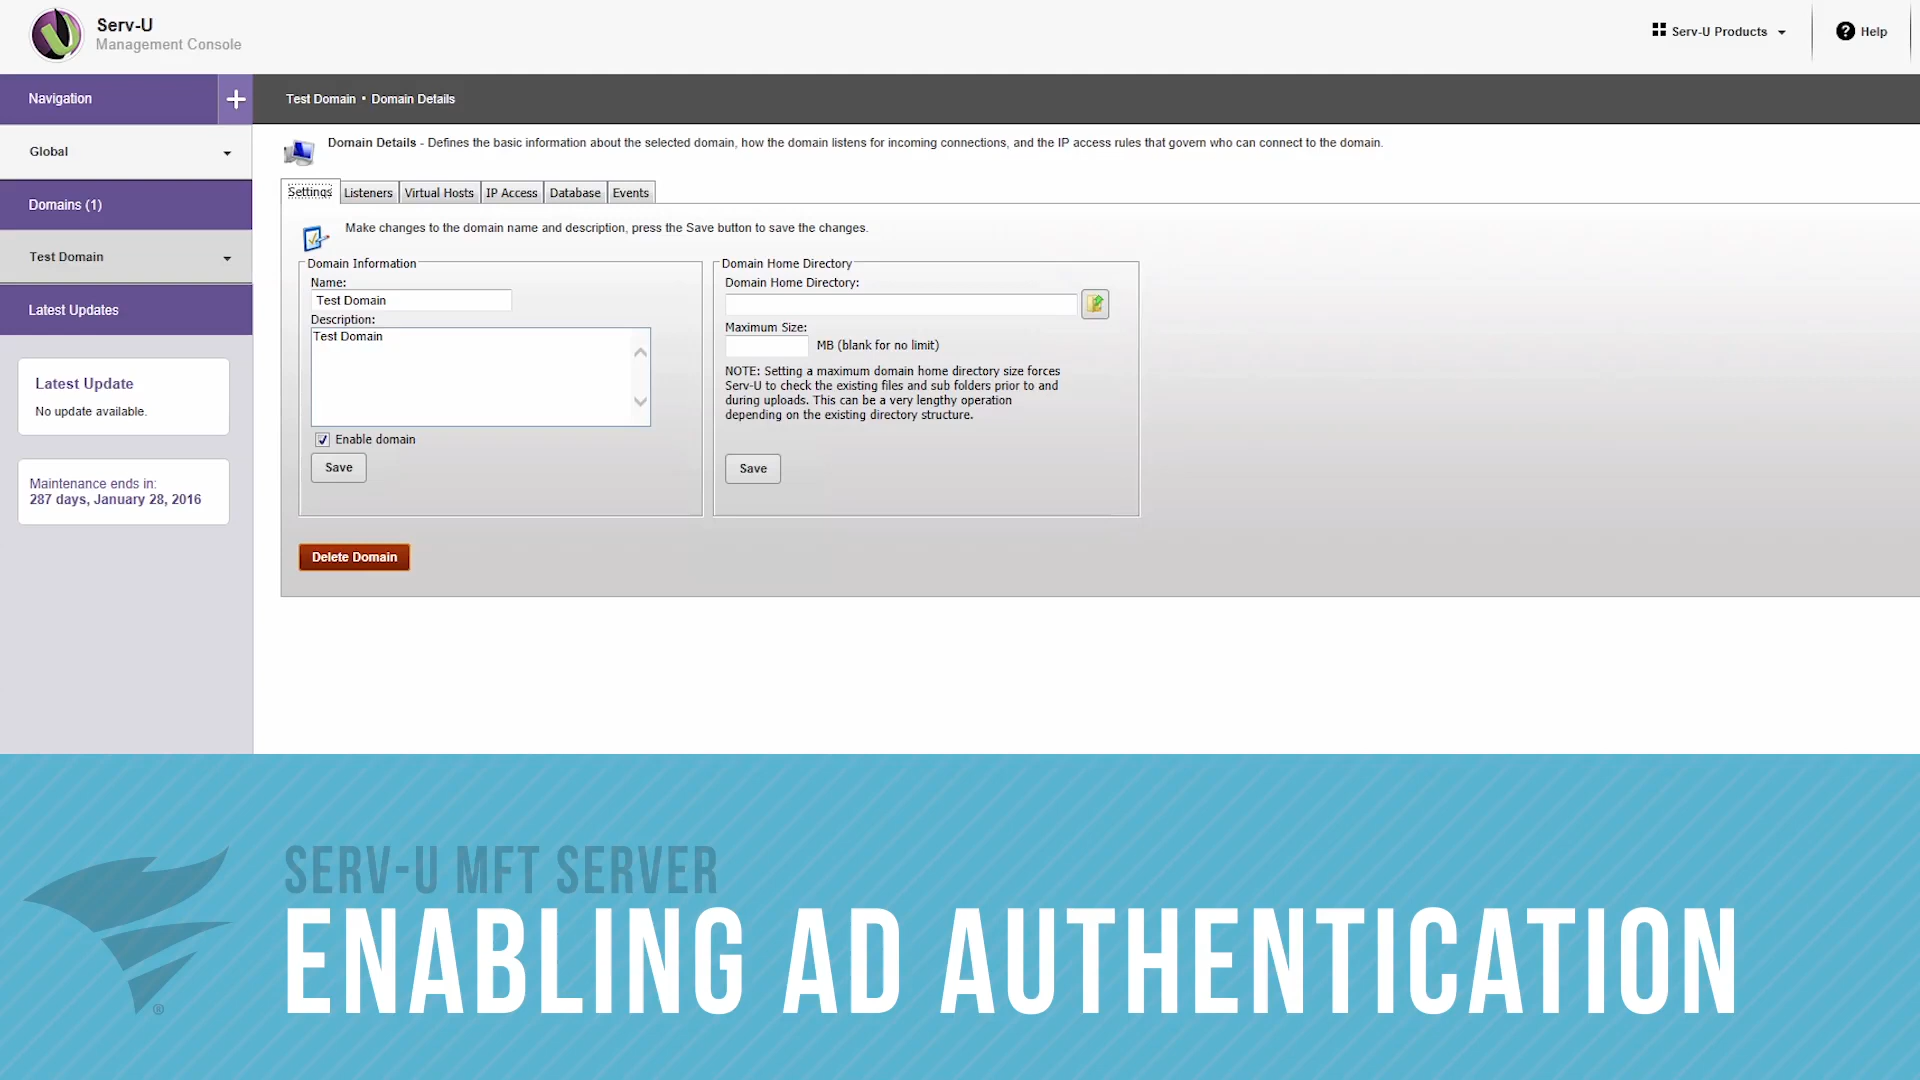 Serv-U
Management Console
Serv-U Products
Help
Navigation
Test Domain • Domain Details
Global
Domains (1)
Test Domain
Latest Updates
Latest Update
No update available.
Maintenance ends in:
287 days, January 28, 2016
Domain Details - Defines the basic information about the selected domain, how the domain listens for incoming connections, and the IP access rules that govern who can connect to the domain.
Settings Listeners Virtual Hosts IP Access Database Events
Make changes to the domain name and description, press the Save button to save the changes.
Domain Information
Name:
Test Domain
Description:
Test Domain
Enable domain
Save
Domain Home Directory
Domain Home Directory:
Maximum Size:
MB (blank for no limit)
NOTE: Setting a maximum domain home directory size forces
Serv-U to check the existing files and sub folders prior to and
during uploads. This can be a very lengthy operation
depending on the existing directory structure.
Save
Delete Domain
SERV-U MFT SERVER
ENABLING AD AUTHENTICATION
®